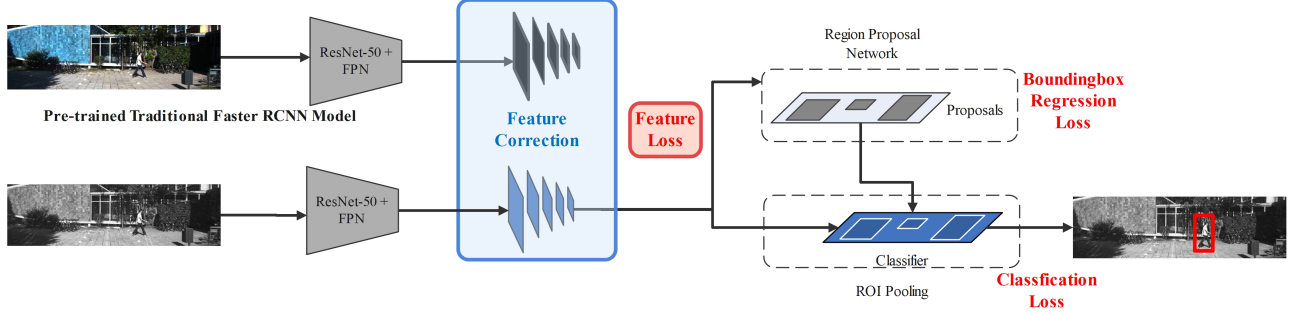 ResNet-50 +
FPN
Pre-trained Traditional Faster RCNN Model
Feature
Correction
ResNet-50 +
FPN
Feature
Loss
Region Proposal
Network
Proposals
Boundingbox
Regression
Loss
Classifier
ROI Pooling
Classfication
Loss